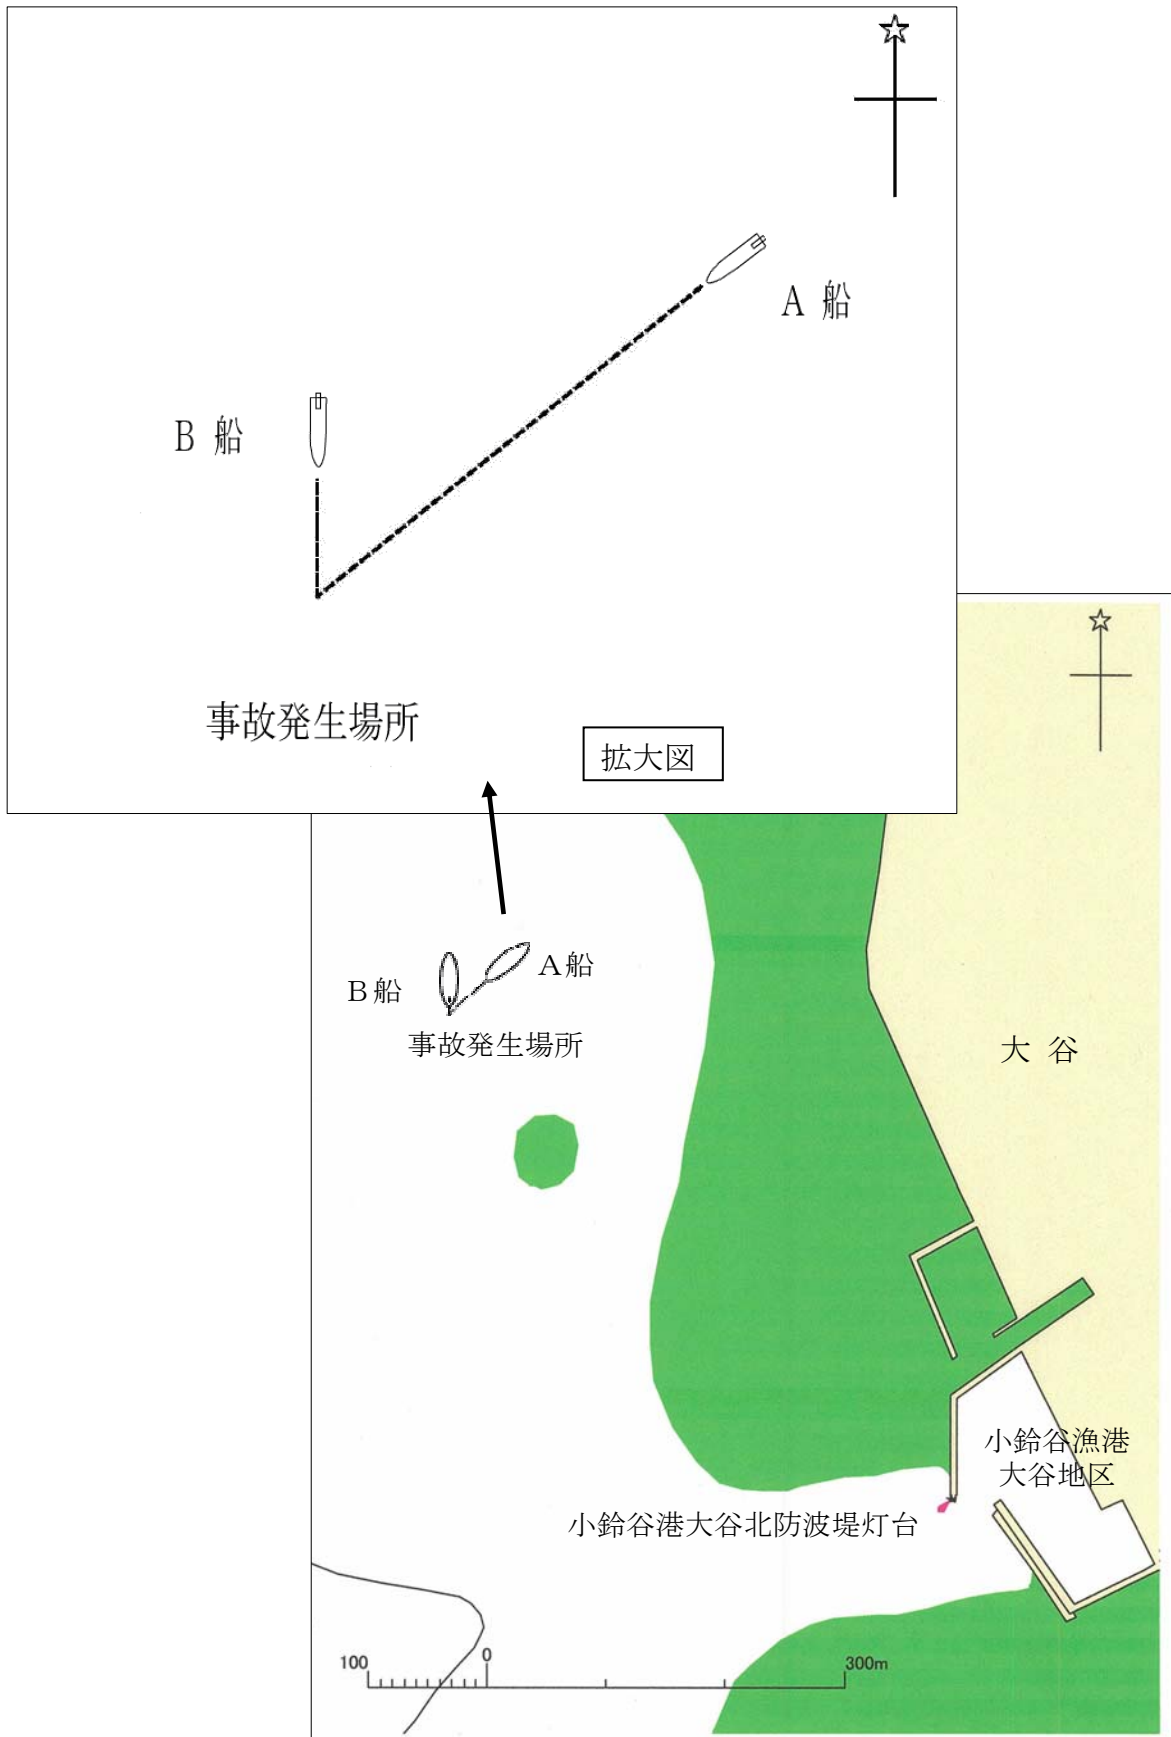 A 船
B 船
事故発生場所
拡大図
B船
A船
事故発生場所
大 谷
小鈴谷漁港
大谷地区
小鈴谷港大谷北防波堤灯台
100
0
300m